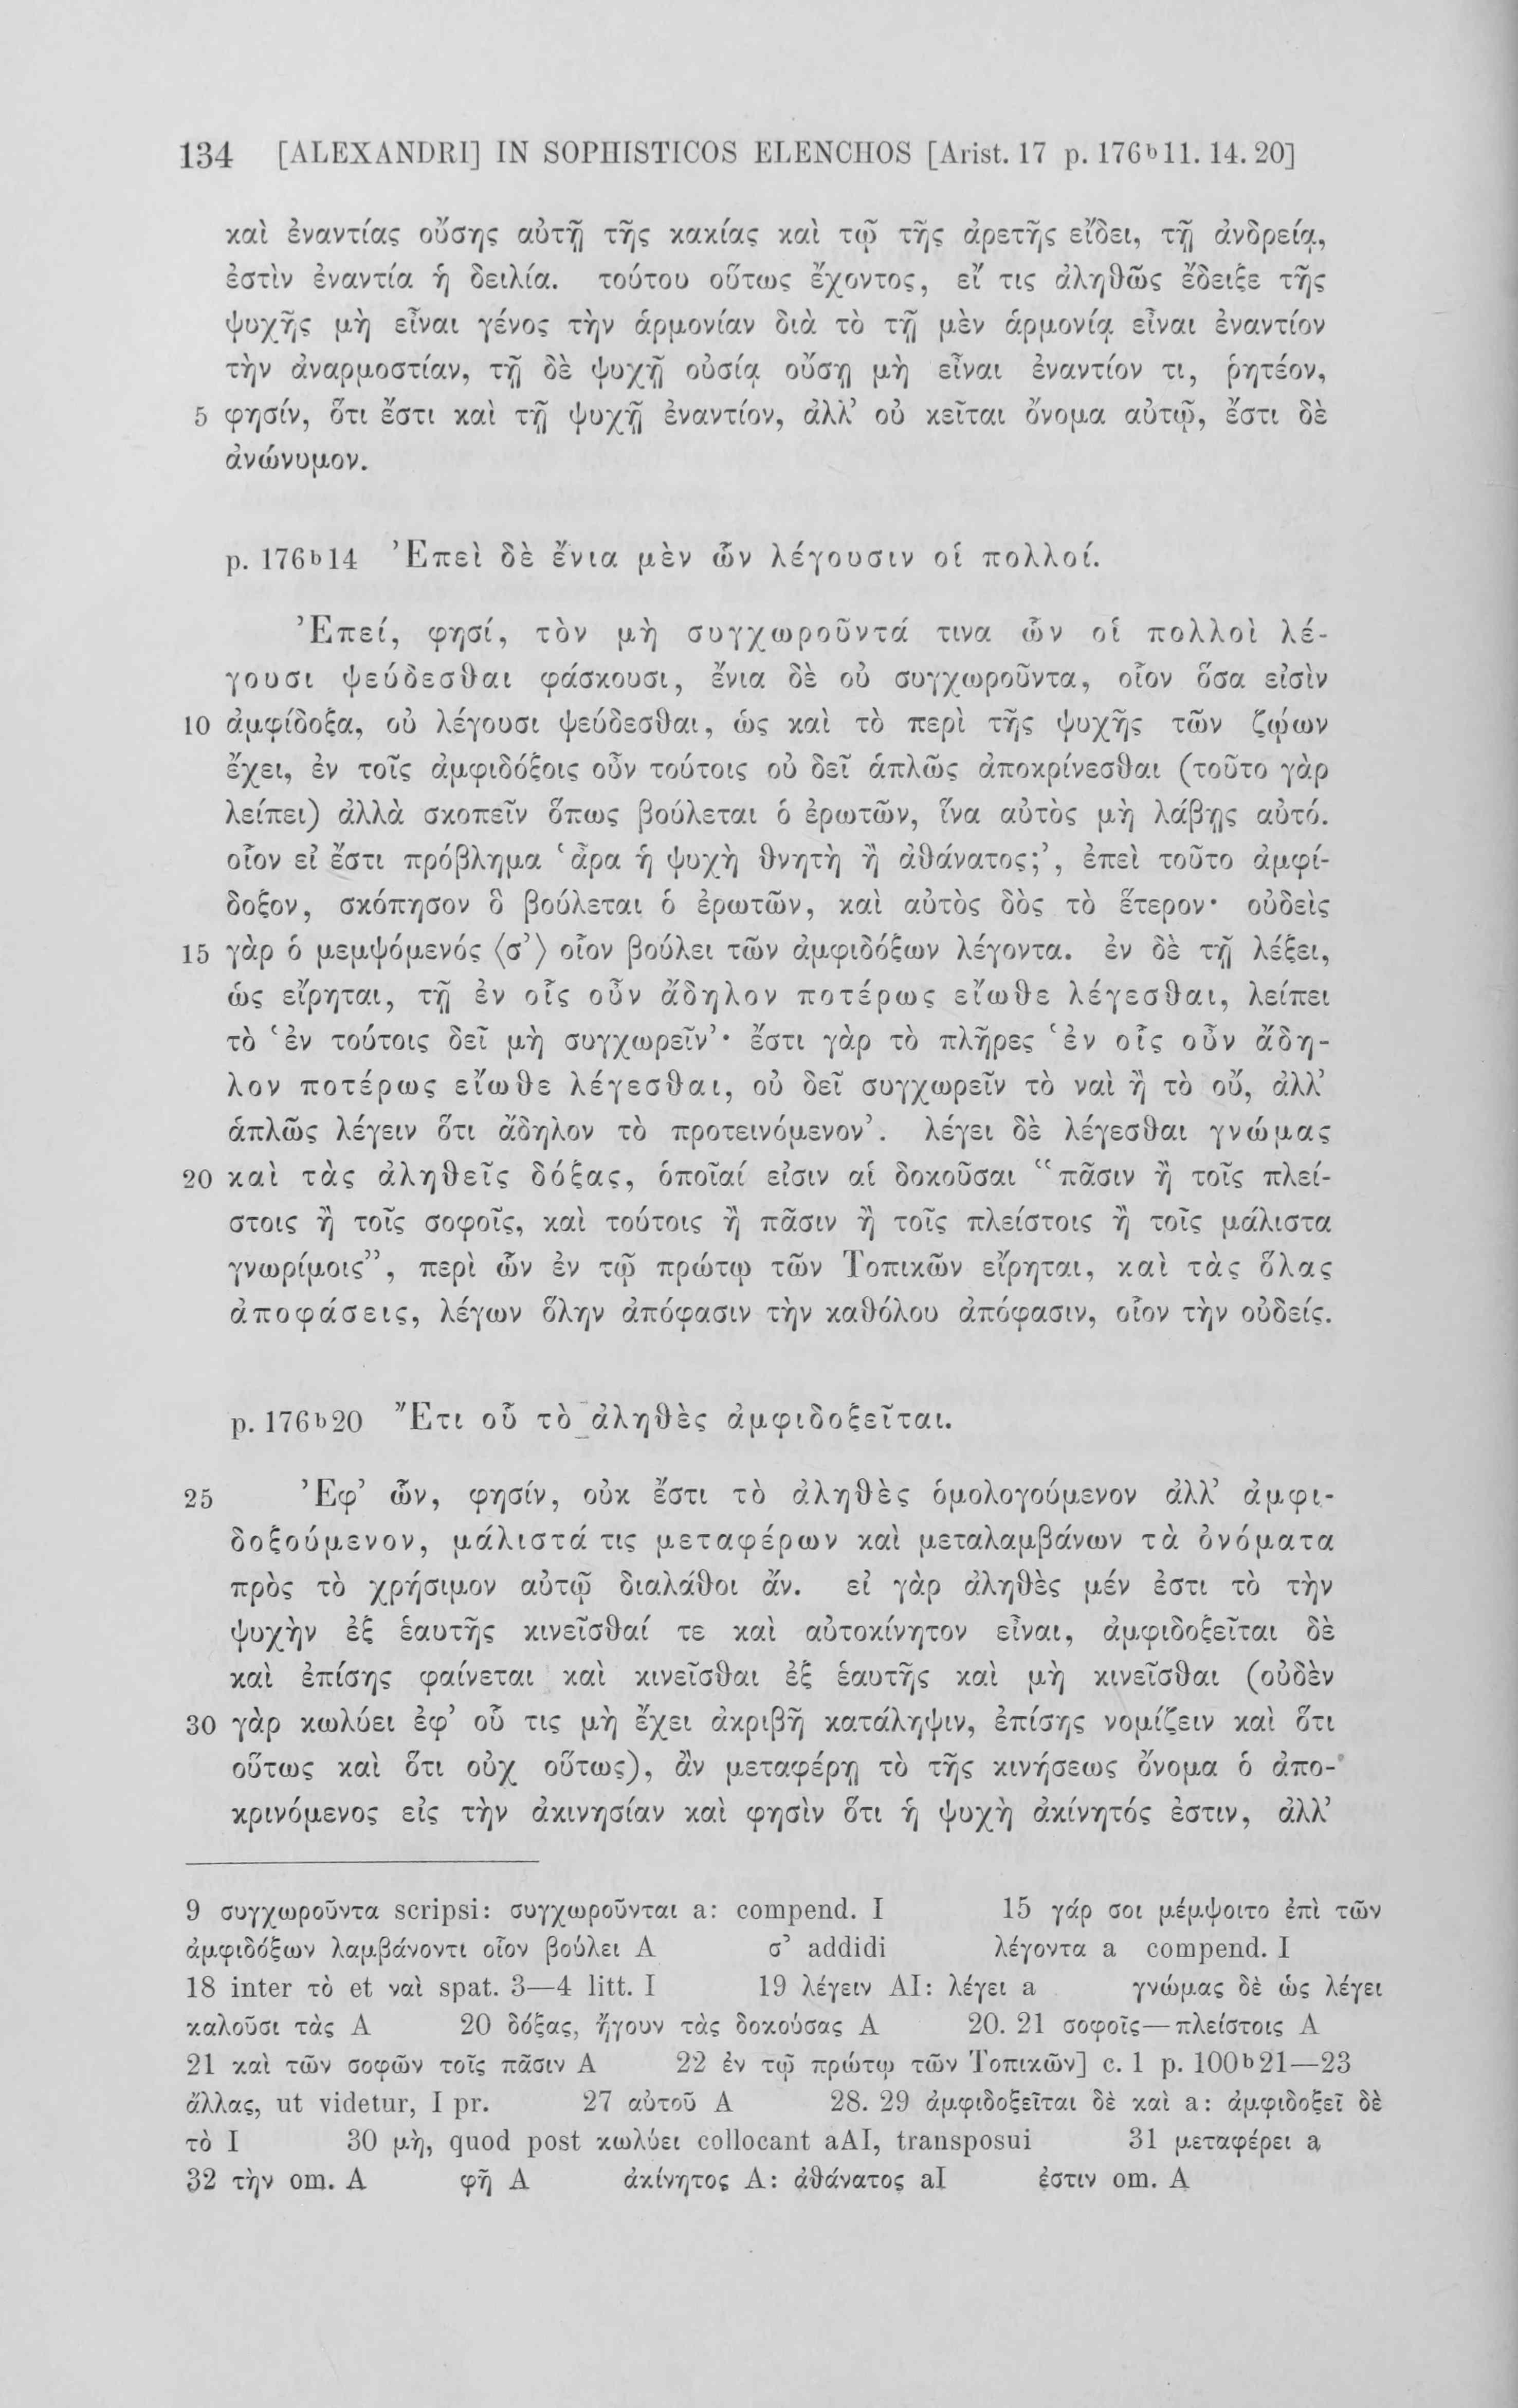 134 [ALEXANDRI] IN SOPHISTICOS ELENCHOS [Arist. 17 p. 176ᵇ11. 14. 20]
καὶ ἐναντίας οὔσης αὐτῇ τῆς κακίας καὶ τῷ τῆς ἀρετῆς εἴδει, τῇ ἀνδρείᾳ,
ἐστὶν ἐναντία ἡ δειλία. τούτου οὕτως ἔχοντος, εἴ τις ἀληθῶς ἔδειξε τῆς
ψυχῆς μὴ εἶναι γένος τὴν ἁρμονίαν διὰ τὸ τῇ μὲν ἁρμονίᾳ εἶναι ἐναντίον
τὴν ἀναρμοστίαν, τῇ δὲ ψυχῇ οὐσίᾳ οὔσῃ μὴ εἶναι ἐναντίον τι, ῥητέον,
5 φησίν, ὅτι ἔστι καὶ τῇ ψυχῇ ἐναντίον, ἀλλ’ οὐ κεῖται ὄνομα αὐτῷ, ἔστι δὲ
ἀνώνυμον.
p. 176ᵇ14 Ἐπεὶ δὲ ἔνια μὲν ὧν λέγουσιν οἱ πολλοί.
Ἐπεί, φησί, τὸν μὴ συγχωροῦντά τινα ὧν οἱ πολλοὶ λέ-
γουσι ψεύδεσθαι φάσκουσι, ἔνια δὲ οὐ συγχωροῦντα, οἷον ὅσα εἰσὶν
10 ἀμφίδοξα, οὐ λέγουσι ψεύδεσθαι, ὡς καὶ τὸ περὶ τῆς ψυχῆς τῶν ζῴων
ἔχει, ἐν τοῖς ἀμφιδόξοις οὖν τούτοις οὐ δεῖ ἁπλῶς ἀποκρίνεσθαι (τοῦτο γὰρ
λείπει) ἀλλὰ σκοπεῖν ὅπως βούλεται ὁ ἐρωτῶν, ἵνα αὐτὸς μὴ λάβῃς αὐτό.
οἷον εἰ ἔστι πρόβλημα ‘ἆρα ἡ ψυχὴ θνητὴ ἢ ἀθάνατος;’, ἐπεὶ τοῦτο ἀμφί-
δοξον, σκόπησον ὃ βούλεται ὁ ἐρωτῶν, καὶ αὐτὸς δὸς τὸ ἕτερον· οὐδεὶς
15 γὰρ ὁ μεμψόμενός ⟨σ’⟩ οἷον βούλει τῶν ἀμφιδόξων λέγοντα. ἐν δὲ τῇ λέξει,
ὡς εἴρηται, τῇ ἐν οἷς οὖν ἄδηλον ποτέρως εἴωθε λέγεσθαι, λείπει
τὸ ‘ἐν τούτοις δεῖ μὴ συγχωρεῖν’· ἔστι γὰρ τὸ πλῆρες ‘ἐν οἷς οὖν ἄδη-
λον ποτέρως εἴωθε λέγεσθαι, οὐ δεῖ συγχωρεῖν τὸ ναὶ ἢ τὸ οὔ, ἀλλ’
ἁπλῶς λέγειν ὅτι ἄδηλον τὸ προτεινόμενον’. λέγει δὲ λέγεσθαι γνώμας
20 καὶ τὰς ἀληθεῖς δόξας, ὁποῖαί εἰσιν αἱ δοκοῦσαι “πᾶσιν ἢ τοῖς πλεί-
στοις ἢ τοῖς σοφοῖς, καὶ τούτοις ἢ πᾶσιν ἢ τοῖς πλείστοις ἢ τοῖς μάλιστα
γνωρίμοις”, περὶ ὧν ἐν τῷ πρώτῳ τῶν Τοπικῶν εἴρηται, καὶ τὰς ὅλας
ἀποφάσεις, λέγων ὅλην ἀπόφασιν τὴν καθόλου ἀπόφασιν, οἷον τὴν οὐδείς.
p. 176ᵇ20 Ἔτι οὗ τὸ ἀληθὲς ἀμφιδοξεῖται.
25 Ἐφ’ ὧν, φησίν, οὐκ ἔστι τὸ ἀληθὲς ὁμολογούμενον ἀλλ’ ἀμφι-
δοξούμενον, μάλιστά τις μεταφέρων καὶ μεταλαμβάνων τὰ ὀνόματα
πρὸς τὸ χρήσιμον αὐτῷ διαλάθοι ἄν. εἰ γὰρ ἀληθὲς μέν ἐστι τὸ τὴν
ψυχὴν ἐξ ἑαυτῆς κινεῖσθαί τε καὶ αὐτοκίνητον εἶναι, ἀμφιδοξεῖται δὲ
καὶ ἐπίσης φαίνεται καὶ κινεῖσθαι ἐξ ἑαυτῆς καὶ μὴ κινεῖσθαι (οὐδὲν
30 γὰρ κωλύει ἐφ’ οὗ τις μὴ ἔχει ἀκριβῆ κατάληψιν, ἐπίσης νομίζειν καὶ ὅτι
οὕτως καὶ ὅτι οὐχ οὕτως), ἂν μεταφέρῃ τὸ τῆς κινήσεως ὄνομα ὁ ἀπο-
κρινόμενος εἰς τὴν ἀκινησίαν καὶ φησὶν ὅτι ἡ ψυχὴ ἀκίνητός ἐστιν, ἀλλ’
9 συγχωροῦντα scripsi: συγχωροῦνται a: compend. I 15 γάρ σοι μέμψοιτο ἐπὶ τῶν
ἀμφιδόξων λαμβάνοντι οἷον βούλει A σ’ addidi λέγοντα a compend. I
18 inter τὸ et ναὶ spat. 3—4 litt. I 19 λέγειν AI: λέγει a γνώμας δὲ ὡς λέγει
καλοῦσι τὰς A 20 δόξας, ἤγουν τὰς δοκούσας A 20. 21 σοφοῖς—πλείστοις A
21 καὶ τῶν σοφῶν τοῖς πᾶσιν A 22 ἐν τῷ πρώτῳ τῶν Τοπικῶν] c. 1 p. 100ᵇ21—23
ἄλλας, ut videtur, I pr. 27 αὐτοῦ A 28. 29 ἀμφιδοξεῖται δὲ καὶ a: ἀμφιδοξεῖ δὲ
τὸ I 30 μὴ, quod post κωλύει collocant aAI, transposui 31 μεταφέρει a
32 τὴν om. A φῇ A ἀκίνητος A: ἀθάνατος aI ἐστιν om. A